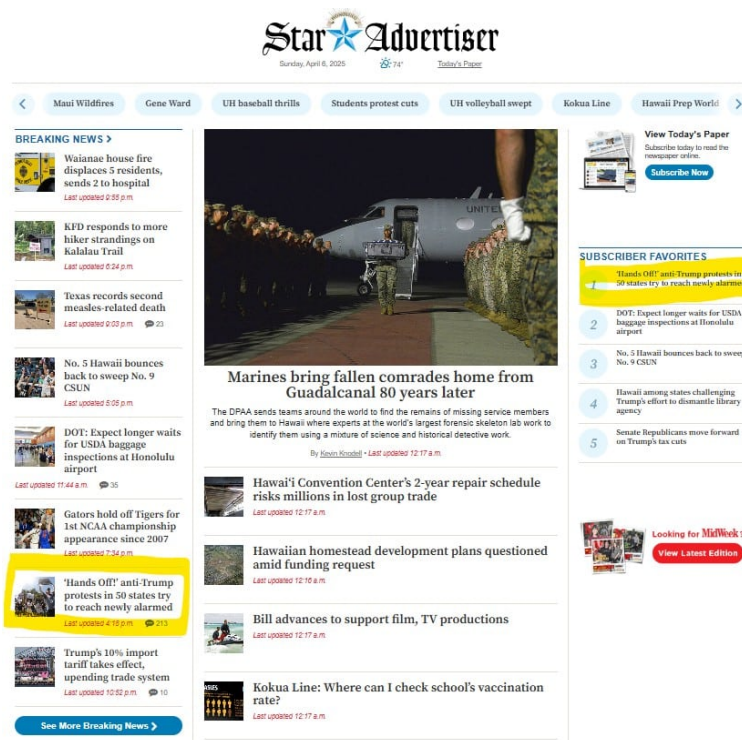 Star Advertiser
Sunday, April 6, 2025
74°
Today's Paper
Maui Wildfires
Gene Ward
UH baseball thrills
Students protest cuts
UH volleyball swept
Kokua Line
Hawaii Prep World
BREAKING NEWS
Waianae house fire
displaces 5 residents,
sends 2 to hospital
Last updated 9:55 p.m.
KFD responds to more
hiker strandings on
Kalalau Trail
Last updated 6:24 p.m.
Texas records second
measles-related death
Last updated 9:03 p.m.
23
No. 5 Hawaii bounces
back to sweep No. 9
CSUN
Last updated 5:05 p.m.
DOT: Expect longer waits
for USDA baggage
inspections at Honolulu
airport
Last updated 11:44 a.m.
35
Gators hold off Tigers for
1st NCAA championship
appearance since 2007
Last updated 7:34 p.m.
'Hands Off!' anti-Trump
protests in 50 states try
to reach newly alarmed
Last updated 4:18 p.m.
213
Trump's 10% import
tariff takes effect,
upending trade system
Last updated 10:52 p.m.
10
See More Breaking News
UNITE
Marines bring fallen comrades home from
Guadalcanal 80 years later
The DPAA sends teams around the world to find the remains of missing service members
and bring them to Hawaii where experts at the world's largest forensic skeleton lab work to
identify them using a mixture of science and historical detective work.
By Kevin Knodell • Last updated 12:17 a.m.
Hawai‘i Convention Center's 2-year repair schedule
risks millions in lost group trade
Last updated 12:17 a.m.
Hawaiian homestead development plans questioned
amid funding request
Last updated 12:16 a.m.
Bill advances to support film, TV productions
Last updated 12:17 a.m.
Kokua Line: Where can I check school's vaccination
rate?
Last updated 12:17 a.m.
View Today's Paper
Subscribe today to read the
newspaper online.
Subscribe Now
SUBSCRIBER FAVORITES
1
'Hands Off!' anti-Trump protests in
50 states try to reach newly alarmed
2
DOT: Expect longer waits for USDA
baggage inspections at Honolulu
airport
3
No. 5 Hawaii bounces back to sweep
No. 9 CSUN
4
Hawaii among states challenging
Trump's effort to dismantle library
agency
5
Senate Republicans move forward
on Trump's tax cuts
Looking for MidWeek?
View Latest Edition